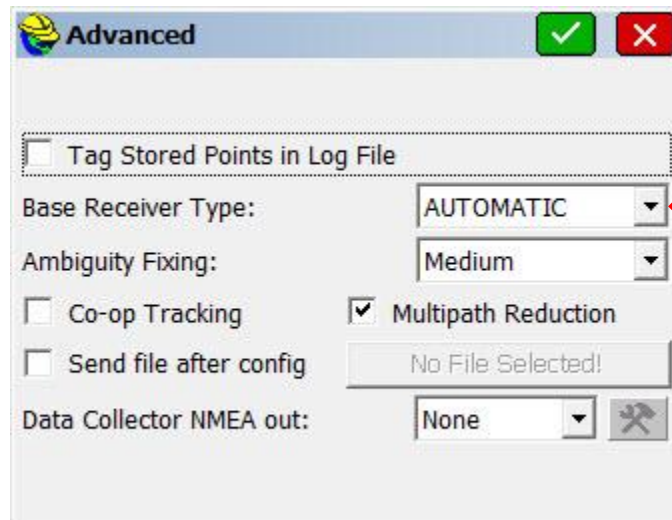 Advanced
Tag Stored Points in Log File
Base Receiver Type: AUTOMATIC
Ambiguity Fixing: Medium
Co-op Tracking Multipath Reduction
Send file after config No File Selected!
Data Collector NMEA out: None